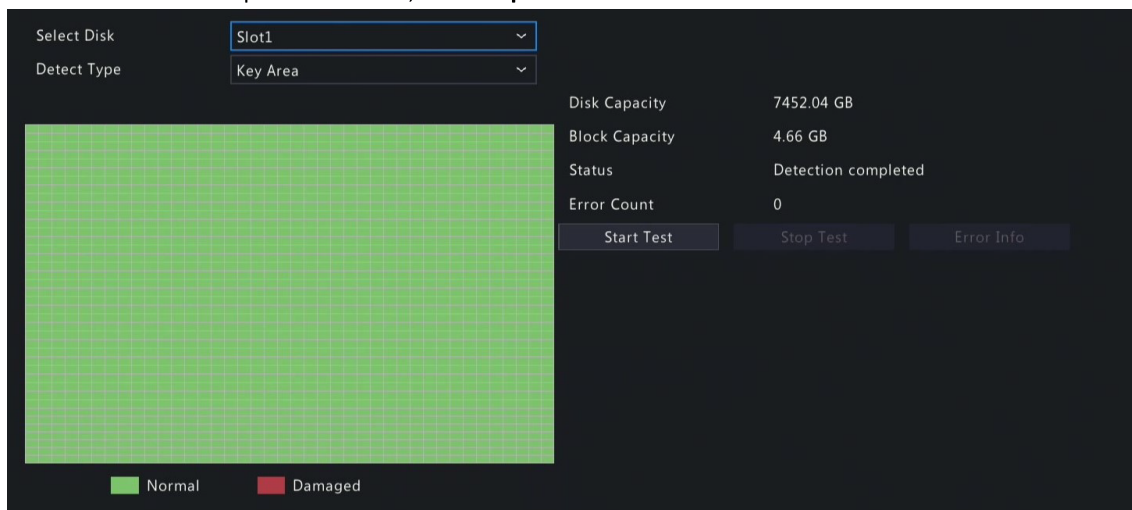 Select Disk Slot1
Detect Type Key Area
Disk Capacity 7452.04 GB
Block Capacity 4.66 GB
Status Detection completed
Error Count 0
Start Test Stop Test Error Info
Normal Damaged